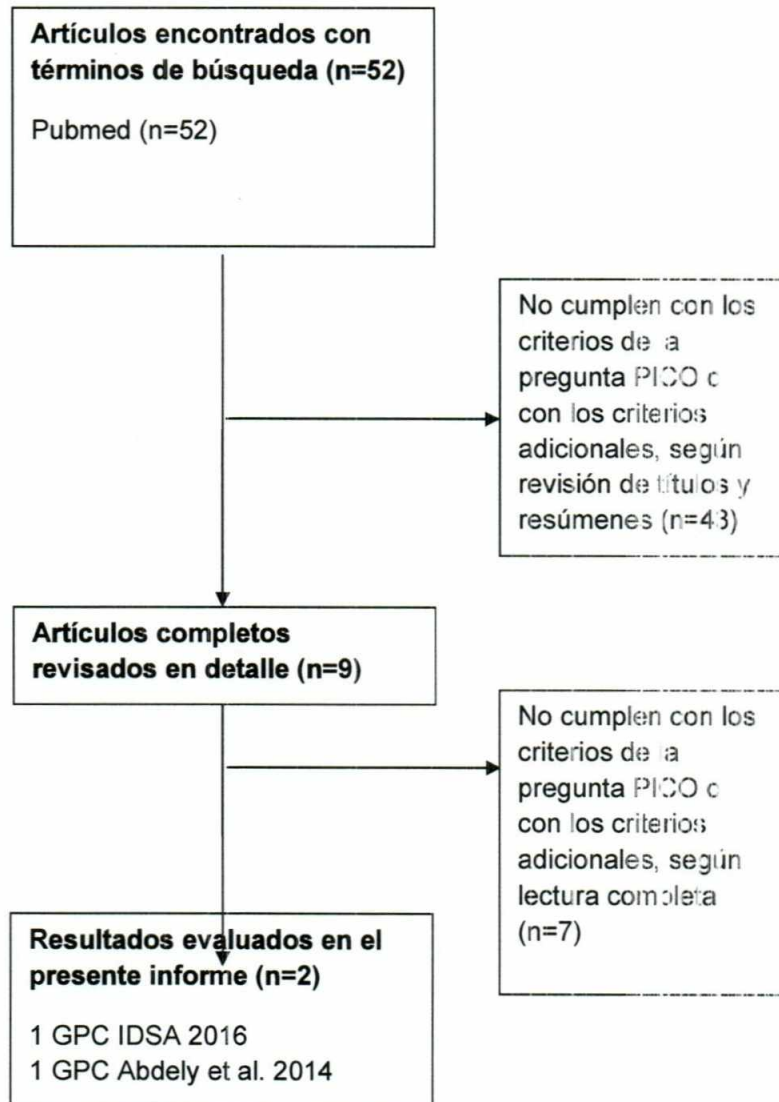 Artículos encontrados con
términos de búsqueda (n=52)
Pubmed (n=52)
No cumplen con los
criterios de la
pregunta PICO o
con los criterios
adicionales, según
revisión de títulos y
resúmenes (n=43)
Artículos completos
revisados en detalle (n=9)
No cumplen con los
criterios de la
pregunta PICO o
con los criterios
adicionales, según
lectura completa
(n=7)
Resultados evaluados en el
presente informe (n=2)
1 GPC IDSA 2016
1 GPC Abdely et al. 2014